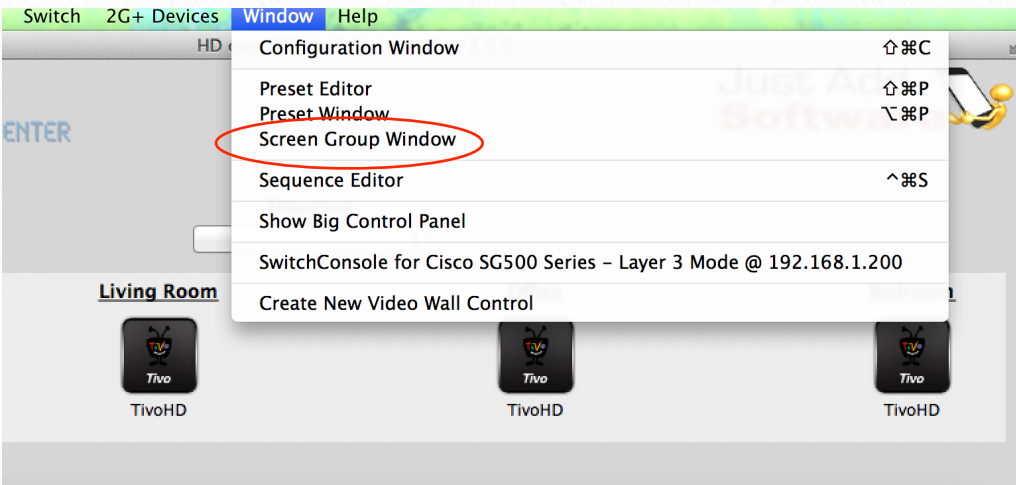 Switch 2G+ Devices Window Help
HD
Configuration Window ⇧⌘C
Preset Editor ⇧⌘P
Preset Window ⌥⌘P
Screen Group Window
Sequence Editor ^⌘S
Show Big Control Panel
SwitchConsole for Cisco SG500 Series – Layer 3 Mode @ 192.168.1.200
Create New Video Wall Control
Just Add
Software
ENTER
Living Room Office Bedroom
Tivo Tivo Tivo
TivoHD TivoHD TivoHD